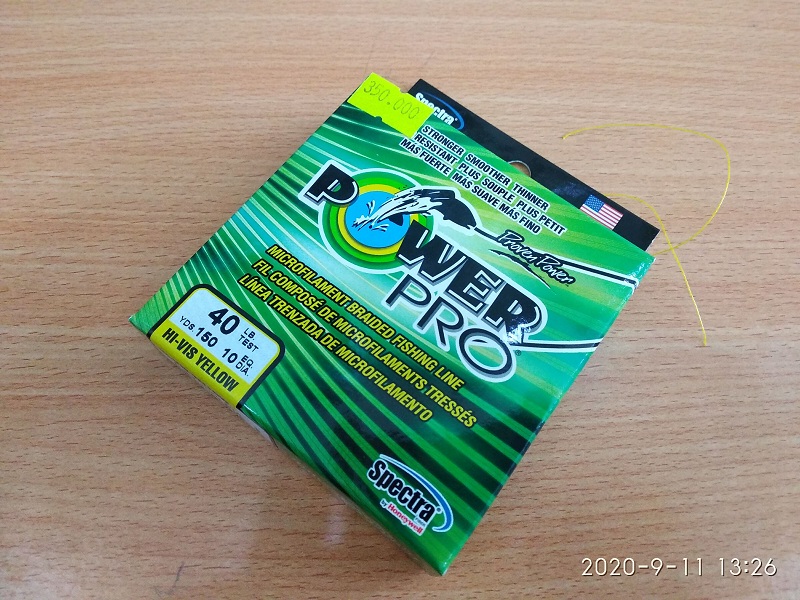 350.000
Spectra
STRONGER SMOOTHER THINNER
RESISTANT PLUS SOUPLE PLUS PETIT
MÁS FUERTE MÁS SUAVE MÁS FINO
POWER
PRO
Proven Power
MICROFILAMENT BRAIDED FISHING LINE
FIL COMPOSÉ DE MICROFILAMENTS TRESSÉS
LÍNEA TRENZADA DE MICROFILAMENTO
40 LB. TEST
YDS. 150 10 EQ. DIA.
HI-VIS YELLOW
Spectra
by Honeywell
2020-9-11 13:26